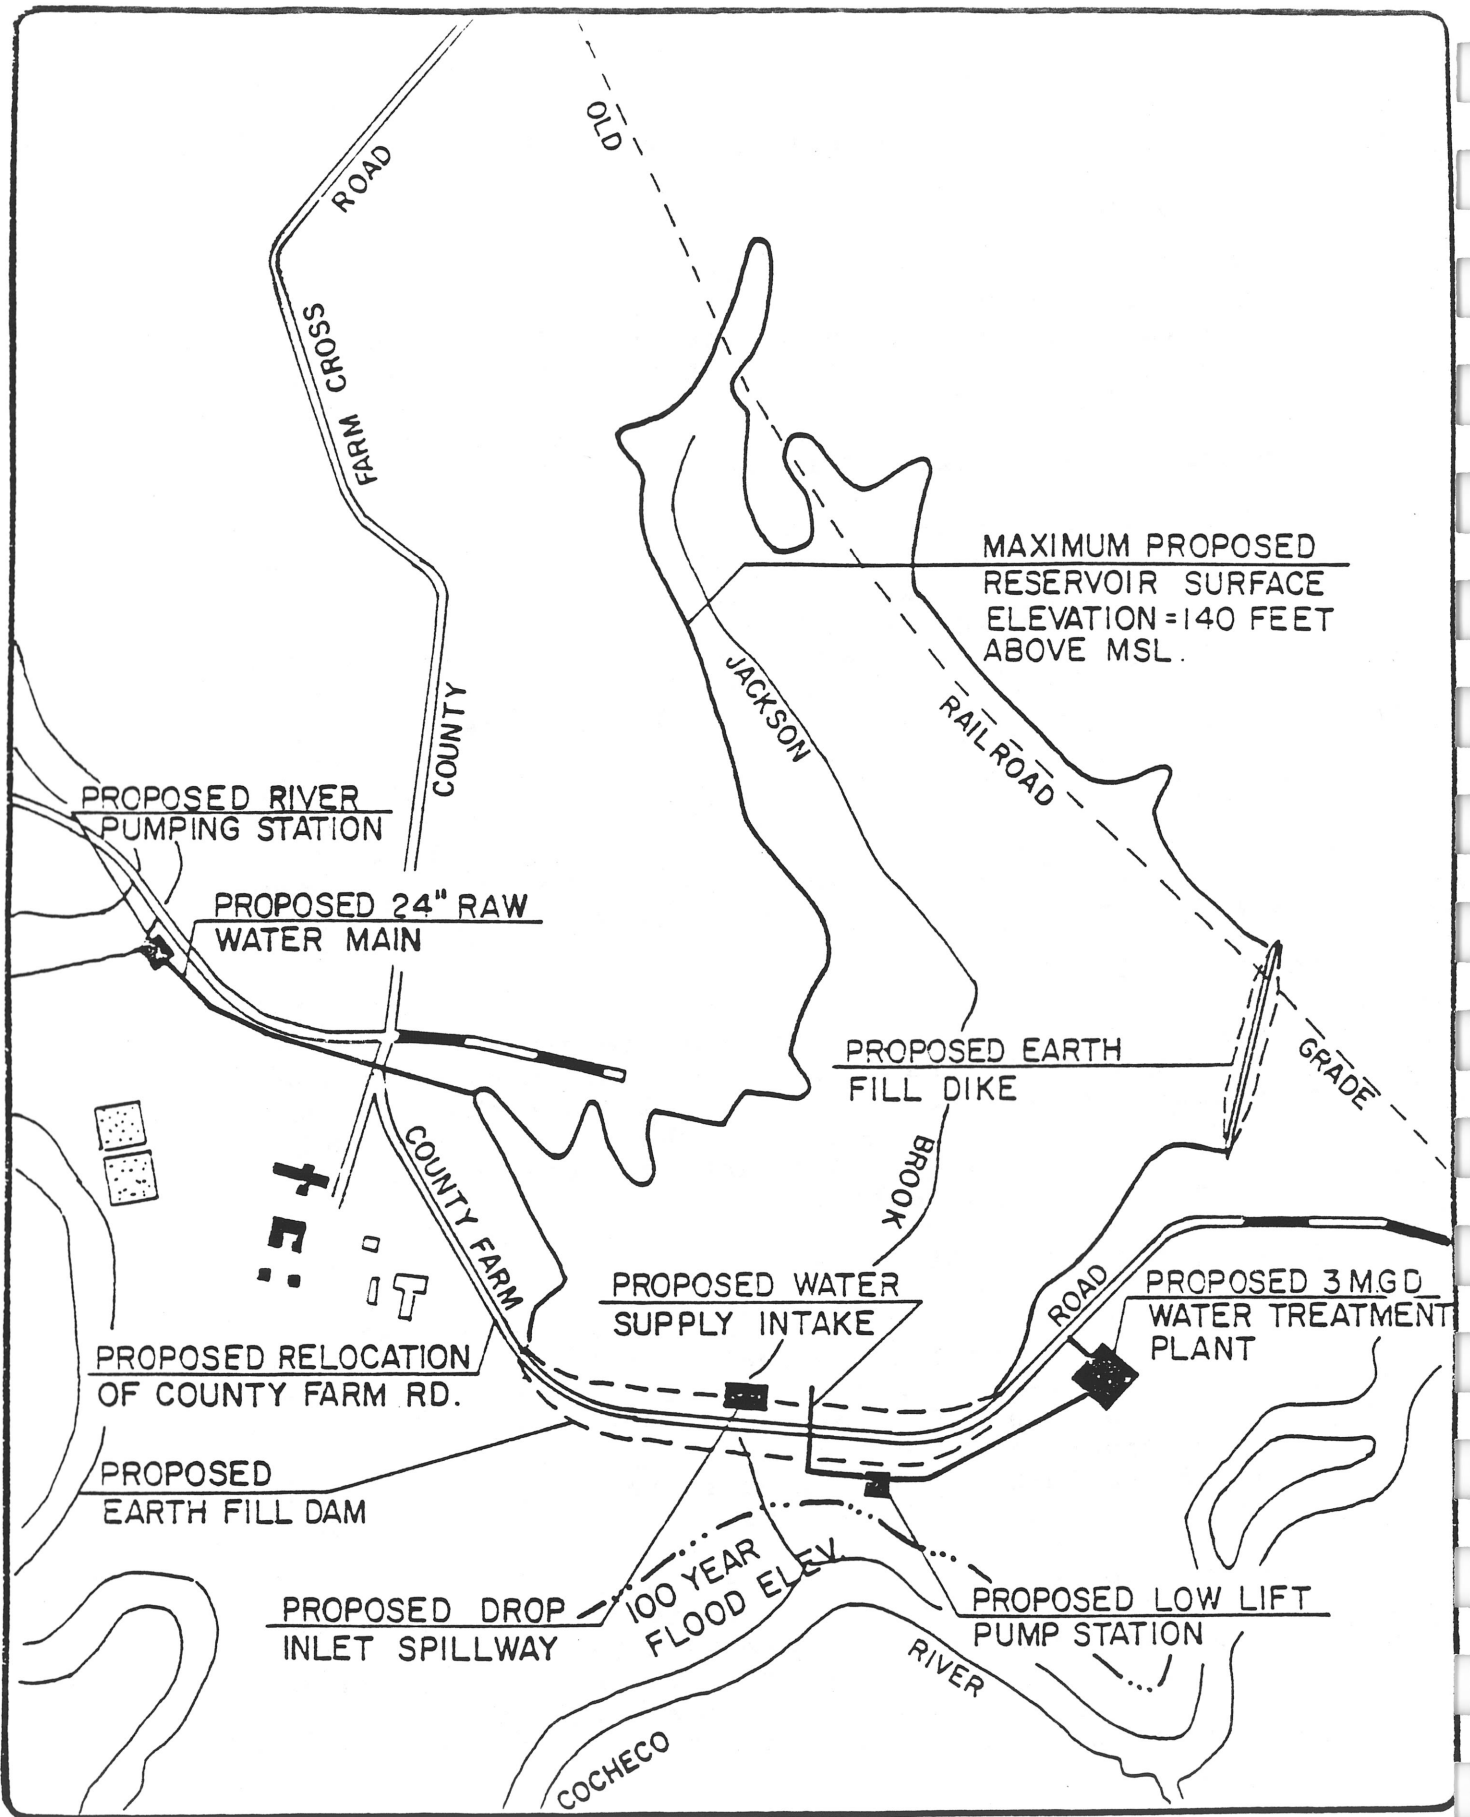 OLD
ROAD
FARM CROSS
COUNTY
MAXIMUM PROPOSED
RESERVOIR SURFACE
ELEVATION=140 FEET
ABOVE MSL.
JACKSON
RAILROAD
PROPOSED RIVER
PUMPING STATION
PROPOSED 24" RAW
WATER MAIN
PROPOSED EARTH
FILL DIKE
GRADE
COUNTY FARM
BROOK
PROPOSED WATER
SUPPLY INTAKE
ROAD
PROPOSED 3 M.G.D
WATER TREATMENT
PLANT
PROPOSED RELOCATION
OF COUNTY FARM RD.
PROPOSED
EARTH FILL DAM
100 YEAR
FLOOD ELEV.
PROPOSED DROP
INLET SPILLWAY
PROPOSED LOW LIFT
PUMP STATION
RIVER
COCHECO